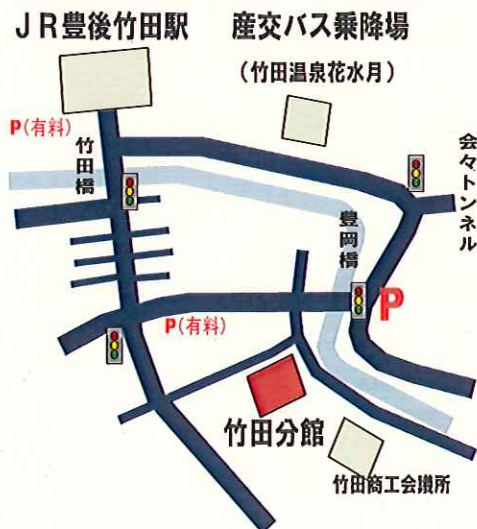 JR豊後竹田駅
産交バス乗降場
(竹田温泉花水月)
P(有料)
竹田橋
会々トンネル
豊岡橋
P
P(有料)
竹田分館
竹田商工会議所